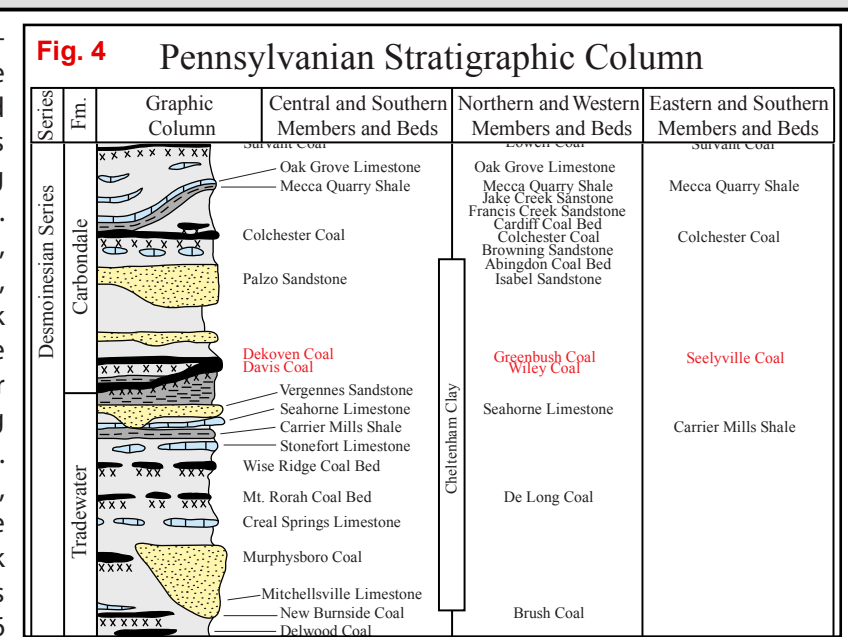 Fig. 4
Pennsylvanian Stratigraphic Column
Series
Fm.
Graphic
Column
Central and Southern
Members and Beds
Northern and Western
Members and Beds
Eastern and Southern
Members and Beds
Desmoinesian Series
Carbondale
Tradewater
Survant Coal
Oak Grove Limestone
Mecca Quarry Shale
Colchester Coal
Palzo Sandstone
Dekoven Coal
Davis Coal
Vergennes Sandstone
Seahorne Limestone
Carrier Mills Shale
Stonefort Limestone
Wise Ridge Coal Bed
Mt. Rorah Coal Bed
Creal Springs Limestone
Murphysboro Coal
Mitchellsville Limestone
New Burnside Coal
Delwood Coal
Lowell Coal
Oak Grove Limestone
Mecca Quarry Shale
Jake Creek Sanstone
Francis Creek Sandstone
Cardiff Coal Bed
Colchester Coal
Browning Sandstone
Abingdon Coal Bed
Isabel Sandstone
Greenbush Coal
Wiley Coal
Cheltenham Clay
Seahorne Limestone
De Long Coal
Brush Coal
Survant Coal
Mecca Quarry Shale
Colchester Coal
Seelyville Coal
Carrier Mills Shale